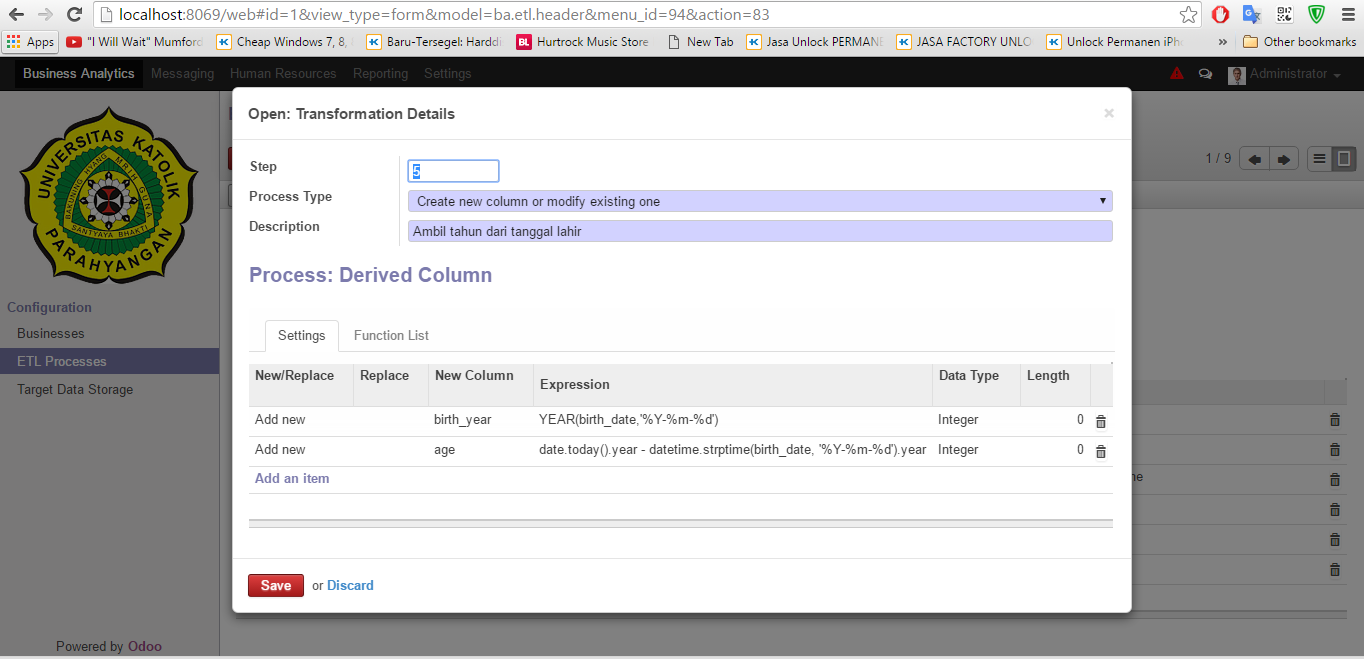 localhost:8069/web#id=1&view_type=form&model=ba.etl.header&menu_id=94&action=83
Apps "I Will Wait" Mumford Cheap Windows 7, 8, Baru-Tersegel: Harddi BL Hurtrock Music Store New Tab Jasa Unlock PERMANE JASA FACTORY UNLO Unlock Permanen iPh » Other bookmarks
Business Analytics Messaging Human Resources Reporting Settings Administrator
Open: Transformation Details ×
UNIVERSITAS KATOLIK
PARAHYANGAN
BAKUNING HYANG MRIH GUNA
SANTYAYA BHAKTI
1 / 9
Step 5
Process Type Create new column or modify existing one
Description Ambil tahun dari tanggal lahir
Process: Derived Column
Configuration
Businesses
ETL Processes
Target Data Storage
Settings Function List
New/Replace Replace New Column Expression Data Type Length
Add new birth_year YEAR(birth_date,'%Y-%m-%d') Integer 0
Add new age date.today().year - datetime.strptime(birth_date, '%Y-%m-%d').year Integer 0
Add an item
Save or Discard
Powered by Odoo